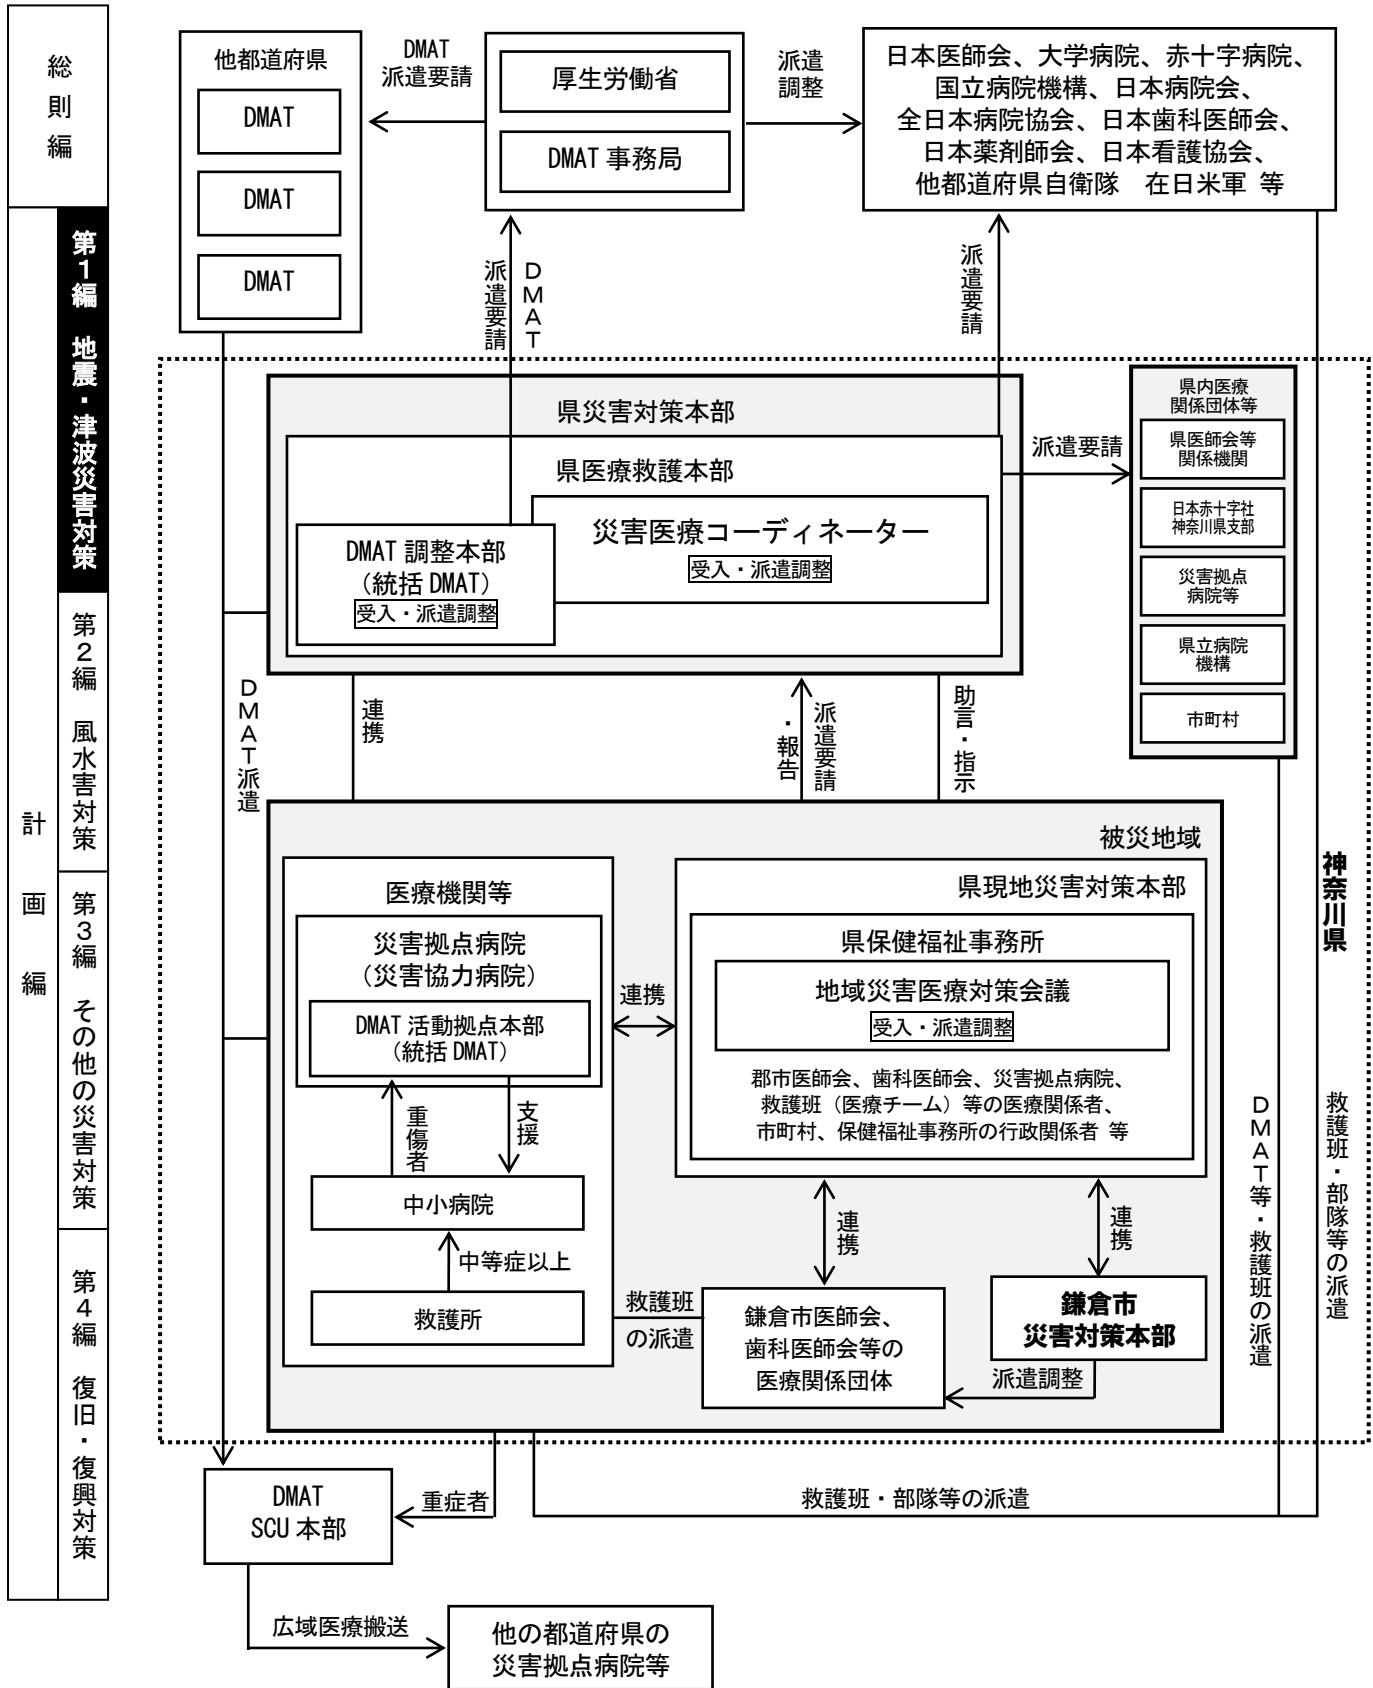 総則編
計画編
第1編 地震・津波災害対策
第2編 風水害対策
第3編 その他の災害対策
第4編 復旧・復興対策
他都道府県
DMAT
DMAT
DMAT
DMAT
派遣要請
厚生労働省
DMAT 事務局
派遣
調整
日本医師会、大学病院、赤十字病院、
国立病院機構、日本病院会、
全日本病院協会、日本歯科医師会、
日本薬剤師会、日本看護協会、
他都道府県自衛隊 在日米軍 等
DMAT
派遣要請
派遣要請
県災害対策本部
県医療救護本部
災害医療コーディネーター
受入・派遣調整
DMAT 調整本部
(統括 DMAT)
受入・派遣調整
派遣要請
県内医療
関係団体等
県医師会等
関係機関
日本赤十字社
神奈川県支部
災害拠点
病院等
県立病院
機構
市町村
DMAT派遣
連携
派遣要請
・報告
助言・指示
神奈川県
被災地域
医療機関等
災害拠点病院
(災害協力病院)
DMAT 活動拠点本部
(統括 DMAT)
重傷者
支援
中小病院
中等症以上
救護所
連携
県現地災害対策本部
県保健福祉事務所
地域災害医療対策会議
受入・派遣調整
郡市医師会、歯科医師会、災害拠点病院、
救護班(医療チーム)等の医療関係者、
市町村、保健福祉事務所の行政関係者 等
連携
連携
救護班
の派遣
鎌倉市医師会、
歯科医師会等の
医療関係団体
鎌倉市
災害対策本部
派遣調整
DMAT等・救護班の派遣
救護班・部隊等の派遣
DMAT
SCU 本部
重症者
救護班・部隊等の派遣
広域医療搬送
他の都道府県の
災害拠点病院等